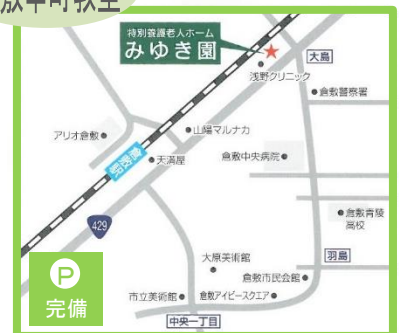 特別養護老人ホーム
みゆき園
大島
浅野クリニック
倉敷警察署
アリオ倉敷
山陽マルナカ
倉敷駅
天満屋
倉敷中央病院
429
倉敷青陵
高校
大原美術館
羽島
P
完備
倉敷市民会館
市立美術館
倉敷アイビースクエア
中央一丁目